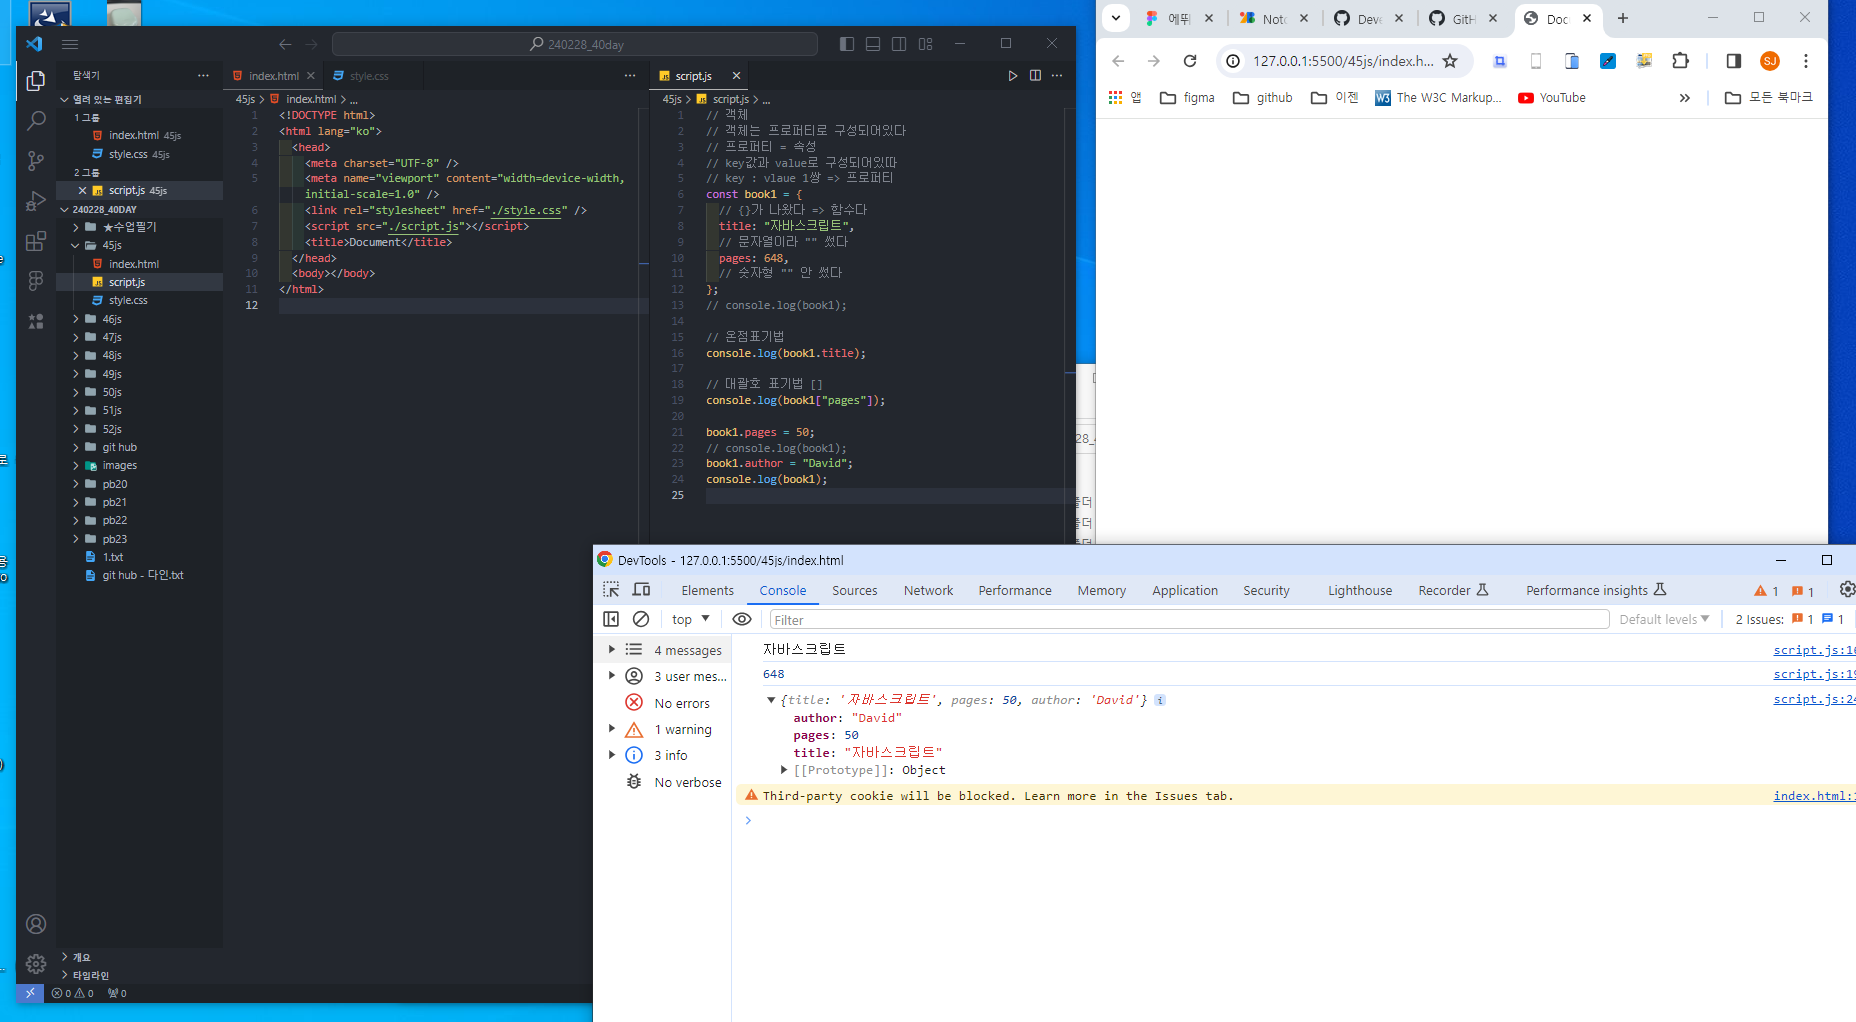 240228_40day
탐색기
index.html
style.css
script.js
열려 있는 편집기
1 그룹
index.html 45js
style.css 45js
2 그룹
script.js 45js
240228_40DAY
★수업필기
45js
index.html
script.js
style.css
46js
47js
48js
49js
50js
51js
52js
git hub
images
pb20
pb21
pb22
pb23
1.txt
git hub - 다인.txt
개요
타임라인
0 0 0
45js > index.html > ...
1 <!DOCTYPE html>
2 <html lang="ko">
3 <head>
4 <meta charset="UTF-8" />
5 <meta name="viewport" content="width=device-width,
initial-scale=1.0" />
6 <link rel="stylesheet" href="./style.css" />
7 <script src="./script.js"></script>
8 <title>Document</title>
9 </head>
10 <body></body>
11 </html>
12
45js > script.js > ...
1 // 객체
2 // 객체는 프로퍼티로 구성되어있다
3 // 프로퍼티 = 속성
4 // key값과 value로 구성되어있따
5 // key : vlaue 1쌍 => 프로퍼티
6 const book1 = {
7 // {}가 나왔다 => 함수다
8 title: "자바스크립트",
9 // 문자열이라 "" 썼다
10 pages: 648,
11 // 숫자형 "" 안 썼다
12 };
13 // console.log(book1);
14
15 // 온점표기법
16 console.log(book1.title);
17
18 // 대괄호 표기법 []
19 console.log(book1["pages"]);
20
21 book1.pages = 50;
22 // console.log(book1);
23 book1.author = "David";
24 console.log(book1);
25
에뛰
Note
Deve
GitH
Doc
127.0.0.1:5500/45js/index.h...
SJ
앱
figma
github
이젠
The W3C Markup...
YouTube
모든 북마크
DevTools - 127.0.0.1:5500/45js/index.html
Elements Console Sources Network Performance Memory Application Security Lighthouse Recorder Performance insights 1 1
top Filter Default levels 2 Issues: 1 1
4 messages
3 user mes...
No errors
1 warning
3 info
No verbose
자바스크립트 script.js:16
648 script.js:19
{title: '자바스크립트', pages: 50, author: 'David'} script.js:24
author: "David"
pages: 50
title: "자바스크립트"
[[Prototype]]: Object
Third-party cookie will be blocked. Learn more in the Issues tab. index.html:1